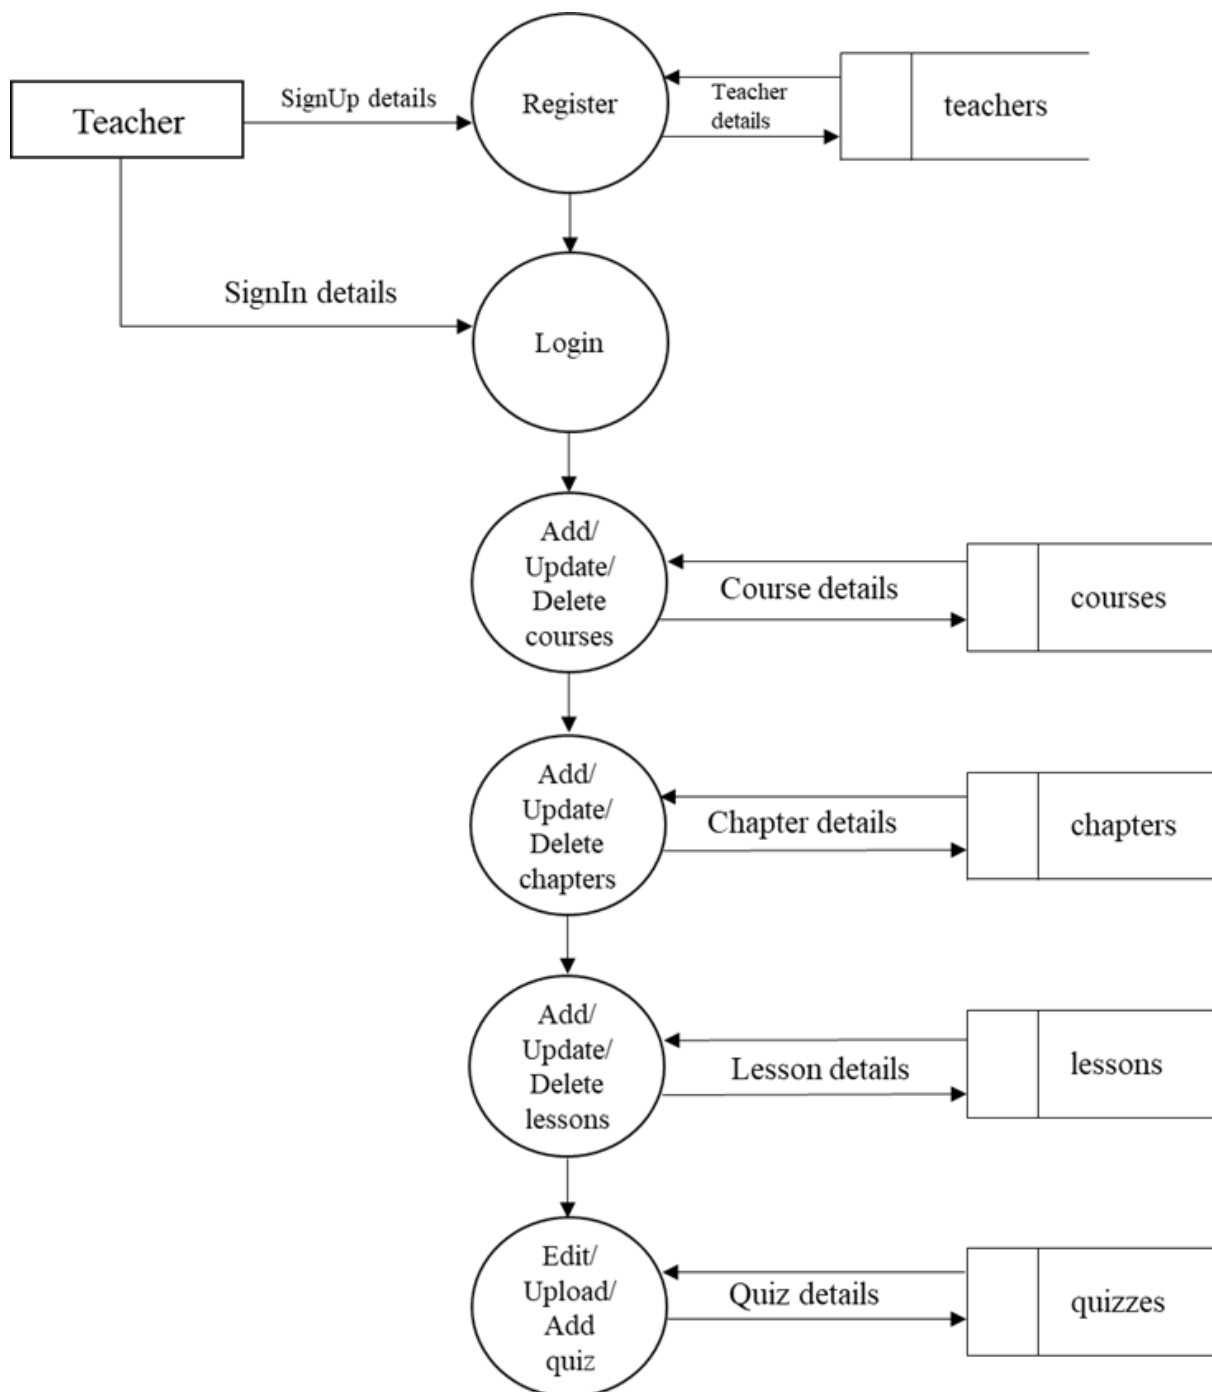 Teacher
SignUp details
Register
Teacher
details
teachers
SignIn details
Login
Add/
Update/
Delete
courses
Course details
courses
Add/
Update/
Delete
chapters
Chapter details
chapters
Add/
Update/
Delete
lessons
Lesson details
lessons
Edit/
Upload/
Add
quiz
Quiz details
quizzes